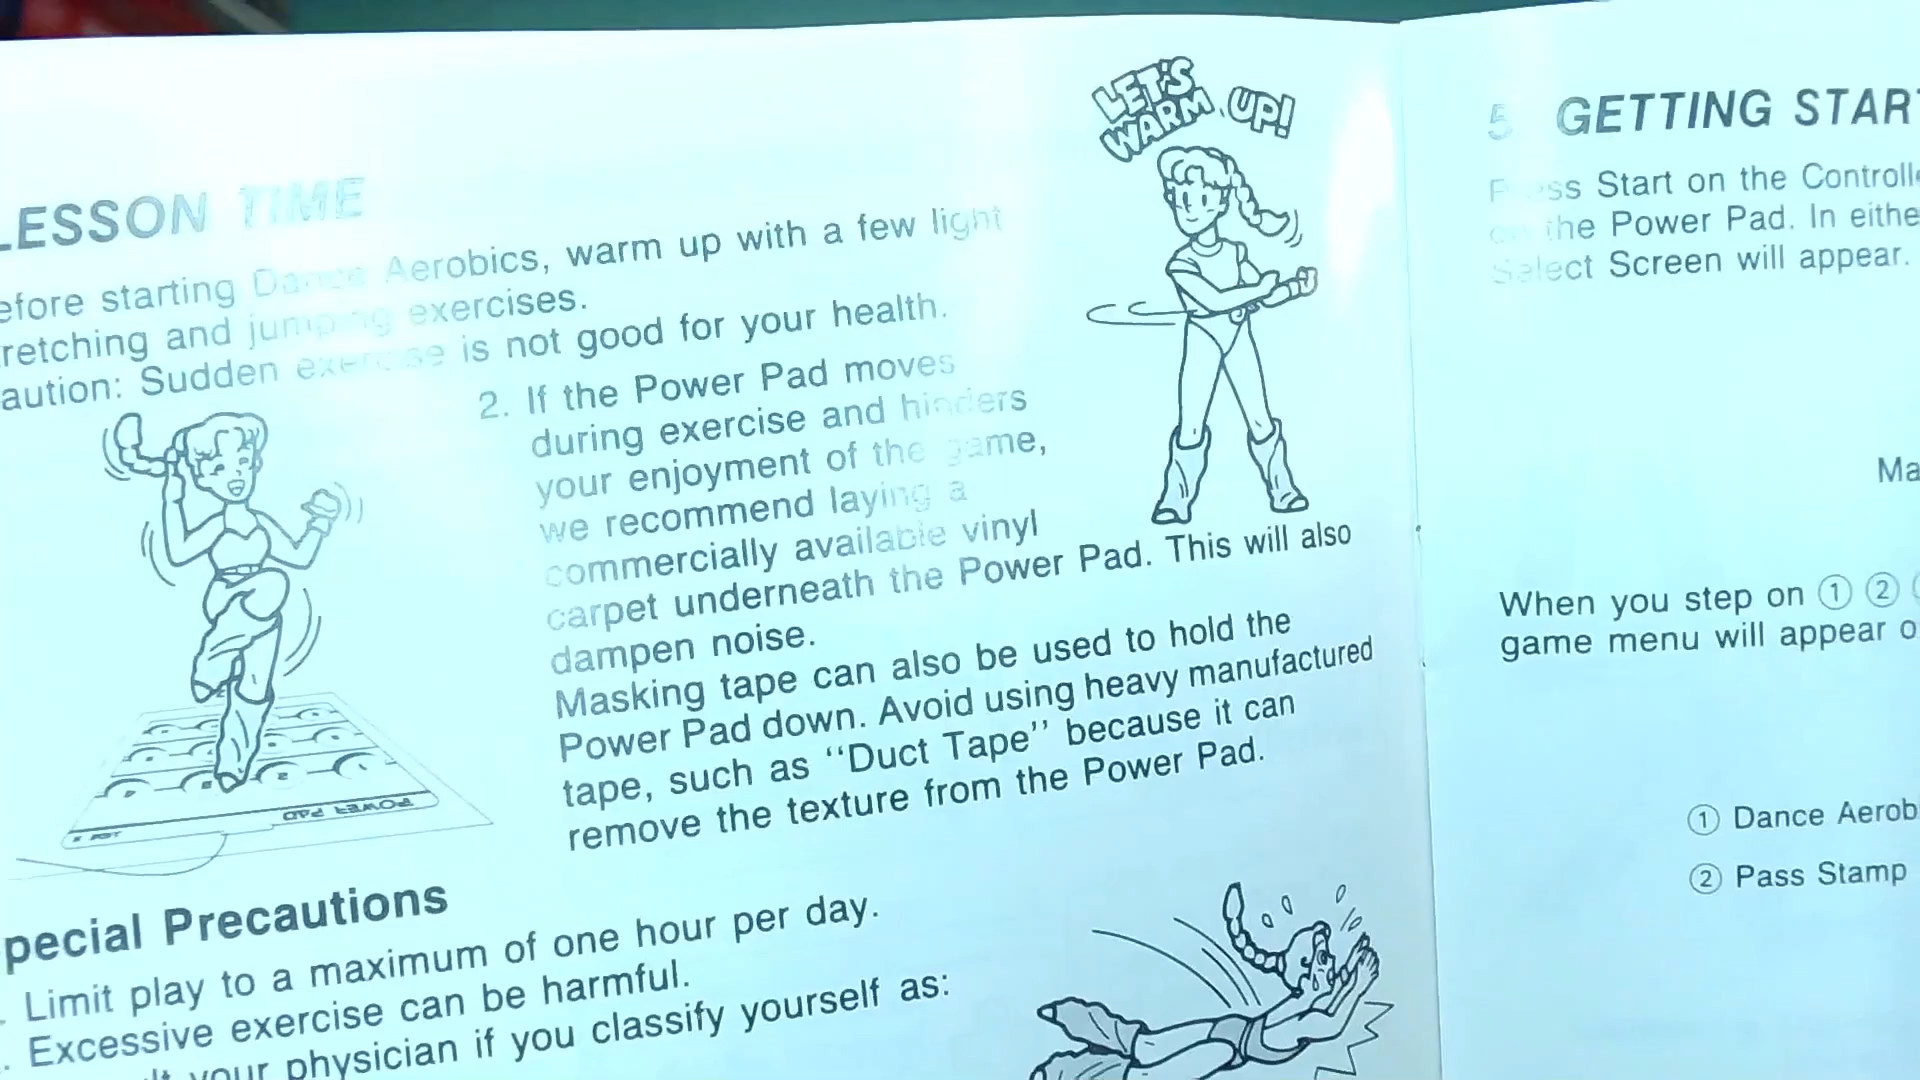 LESSON TIME
efore starting Dance Aerobics, warm up with a few light
retching and jumping exercises.
aution: Sudden exercise is not good for your health.
2. If the Power Pad moves
during exercise and hinders
your enjoyment of the game,
we recommend laying a
commercially available vinyl
carpet underneath the Power Pad. This will also
dampen noise.
Masking tape can also be used to hold the
Power Pad down. Avoid using heavy manufactured
tape, such as "Duct Tape" because it can
remove the texture from the Power Pad.
LET'S
WARM UP!
POWER PAD
pecial Precautions
. Limit play to a maximum of one hour per day.
. Excessive exercise can be harmful.
lt your physician if you classify yourself as:
5 GETTING STAR
Press Start on the Controlle
on the Power Pad. In eithe
Select Screen will appear.
Ma
When you step on ① ②
game menu will appear o
① Dance Aerob
② Pass Stamp